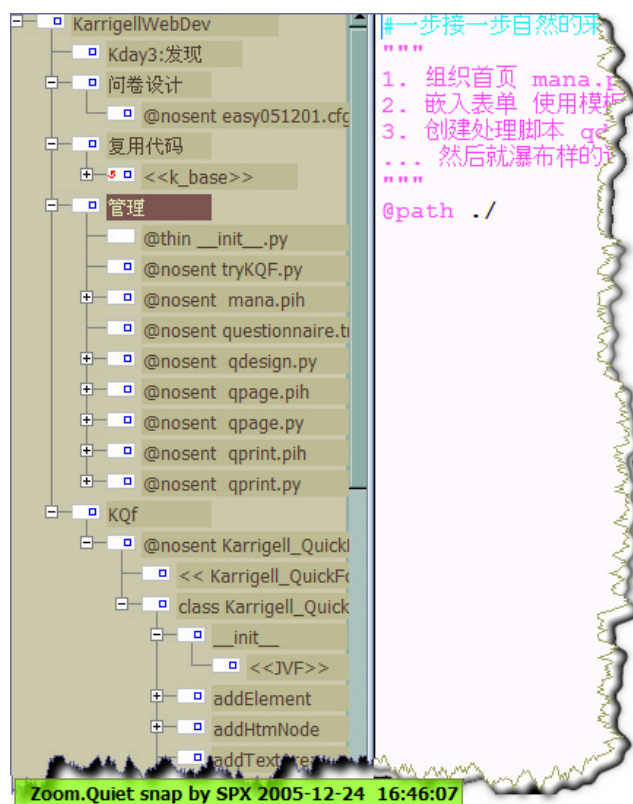 KarrigellWebDev
Kday3:发现
问卷设计
@nosent easy051201.cfg
复用代码
<<k_base>>
管理
@thin __init__.py
@nosent tryKQF.py
@nosent mana.pih
@nosent questionnaire.t
@nosent qdesign.py
@nosent qpage.pih
@nosent qpage.py
@nosent qprint.pih
@nosent qprint.py
KQf
@nosent Karrigell_Quick
<< Karrigell_QuickFo
class Karrigell_Quick
__init__
<<JVF>>
addElement
addHtmNode
addText
#一步接一步自然的来
"""
1. 组织首页 mana.p
2. 嵌入表单 使用模板
3. 创建处理脚本 qd
... 然后就瀑布样的
"""
@path ./
Zoom.Quiet snap by SPX 2005-12-24 16:46:07